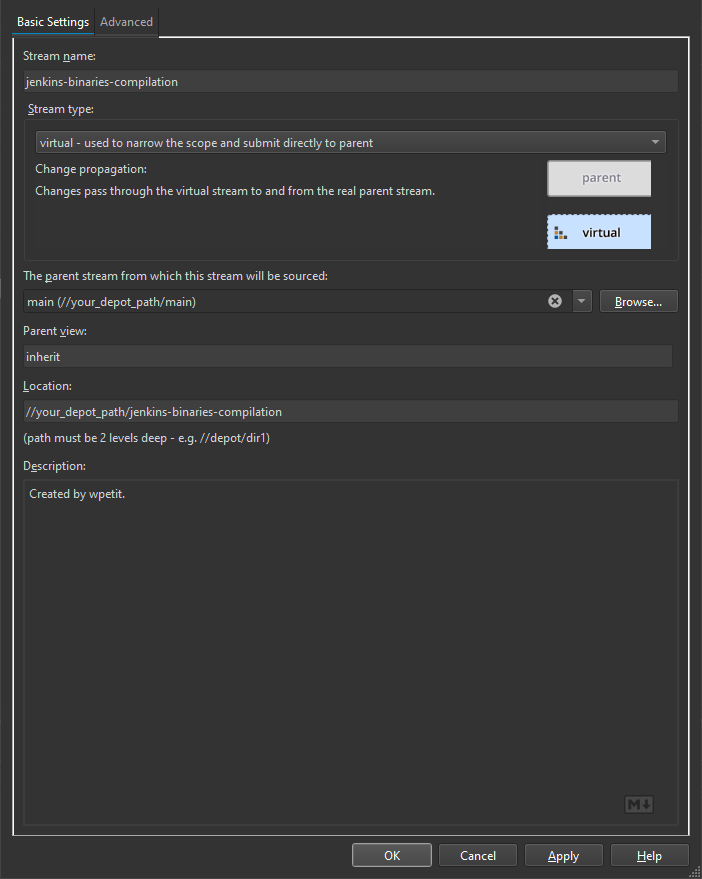 Basic Settings Advanced
Stream name:
jenkins-binaries-compilation
Stream type:
virtual - used to narrow the scope and submit directly to parent
Change propagation:
Changes pass through the virtual stream to and from the real parent stream.
parent
virtual
The parent stream from which this stream will be sourced:
main (//your_depot_path/main)
Browse...
Parent view:
inherit
Location:
//your_depot_path/jenkins-binaries-compilation
(path must be 2 levels deep - e.g. //depot/dir1)
Description:
Created by wpetit.
M↓
OK Cancel Apply Help